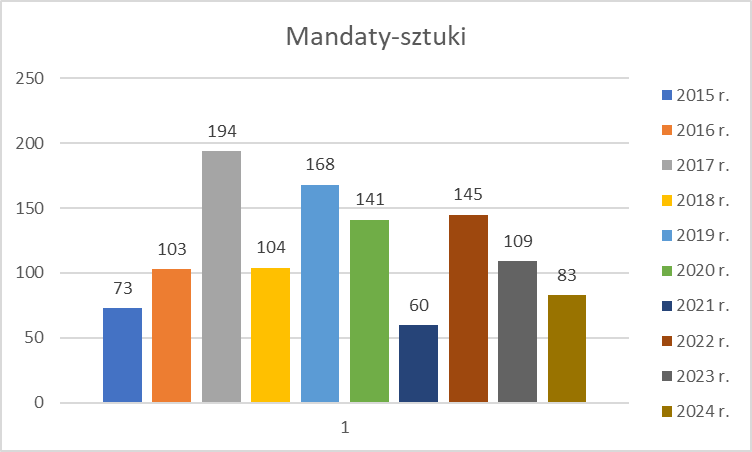 Mandaty-sztuki
250
200
150
100
50
0
73
103
194
104
168
141
60
145
109
83
1
2015 r.
2016 r.
2017 r.
2018 r.
2019 r.
2020 r.
2021 r.
2022 r.
2023 r.
2024 r.